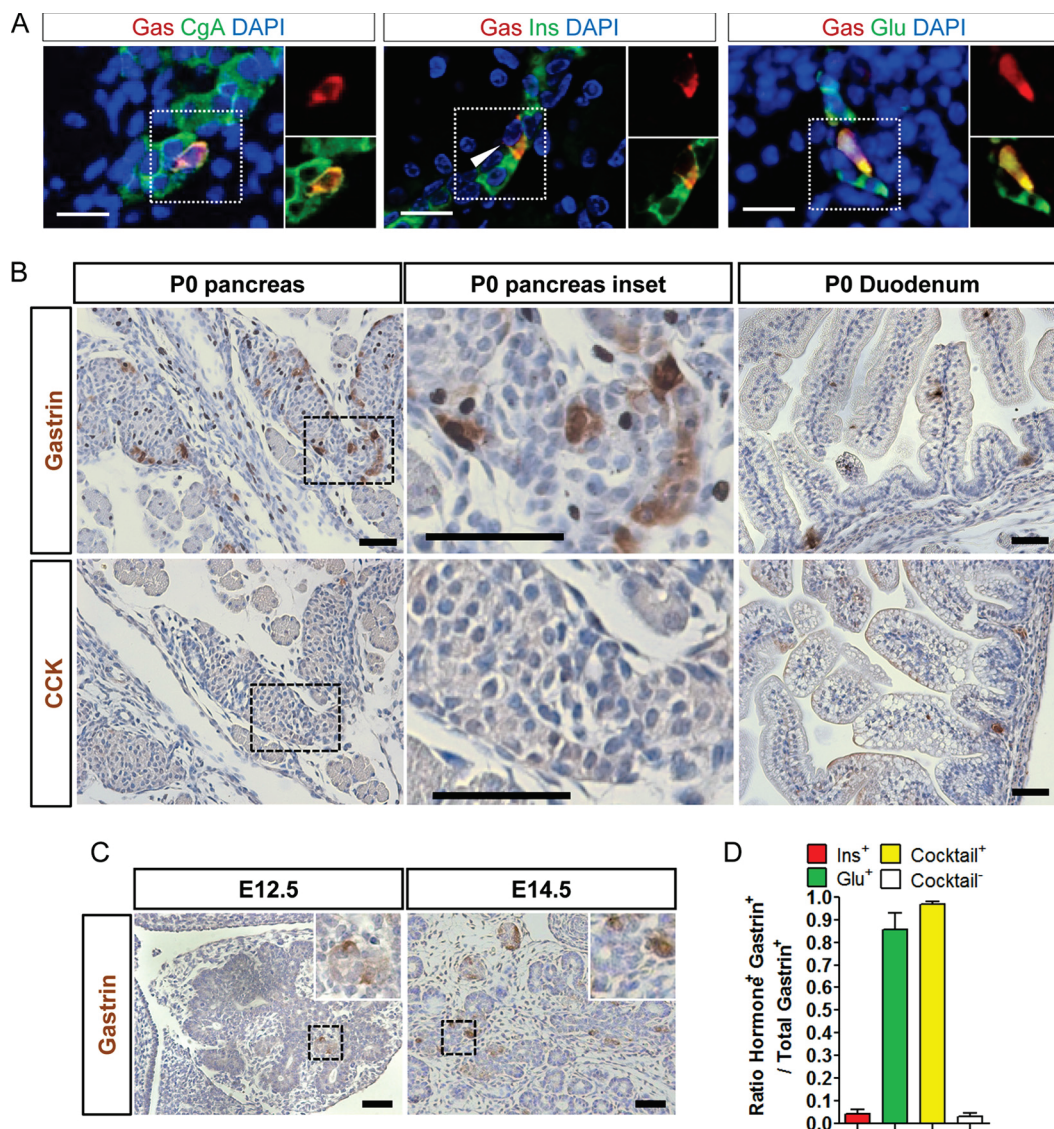 A
Gas CgA DAPI
Gas Ins DAPI
Gas Glu DAPI
B
P0 pancreas
P0 pancreas inset
P0 Duodenum
Gastrin
CCK
C
E12.5
E14.5
Gastrin
D
Ins⁺
Cocktail⁺
Glu⁺
Cocktail⁻
Ratio Hormone⁺ Gastrin⁺
/ Total Gastrin⁺
1.0
0.9
0.8
0.7
0.6
0.5
0.4
0.3
0.2
0.1
0.0